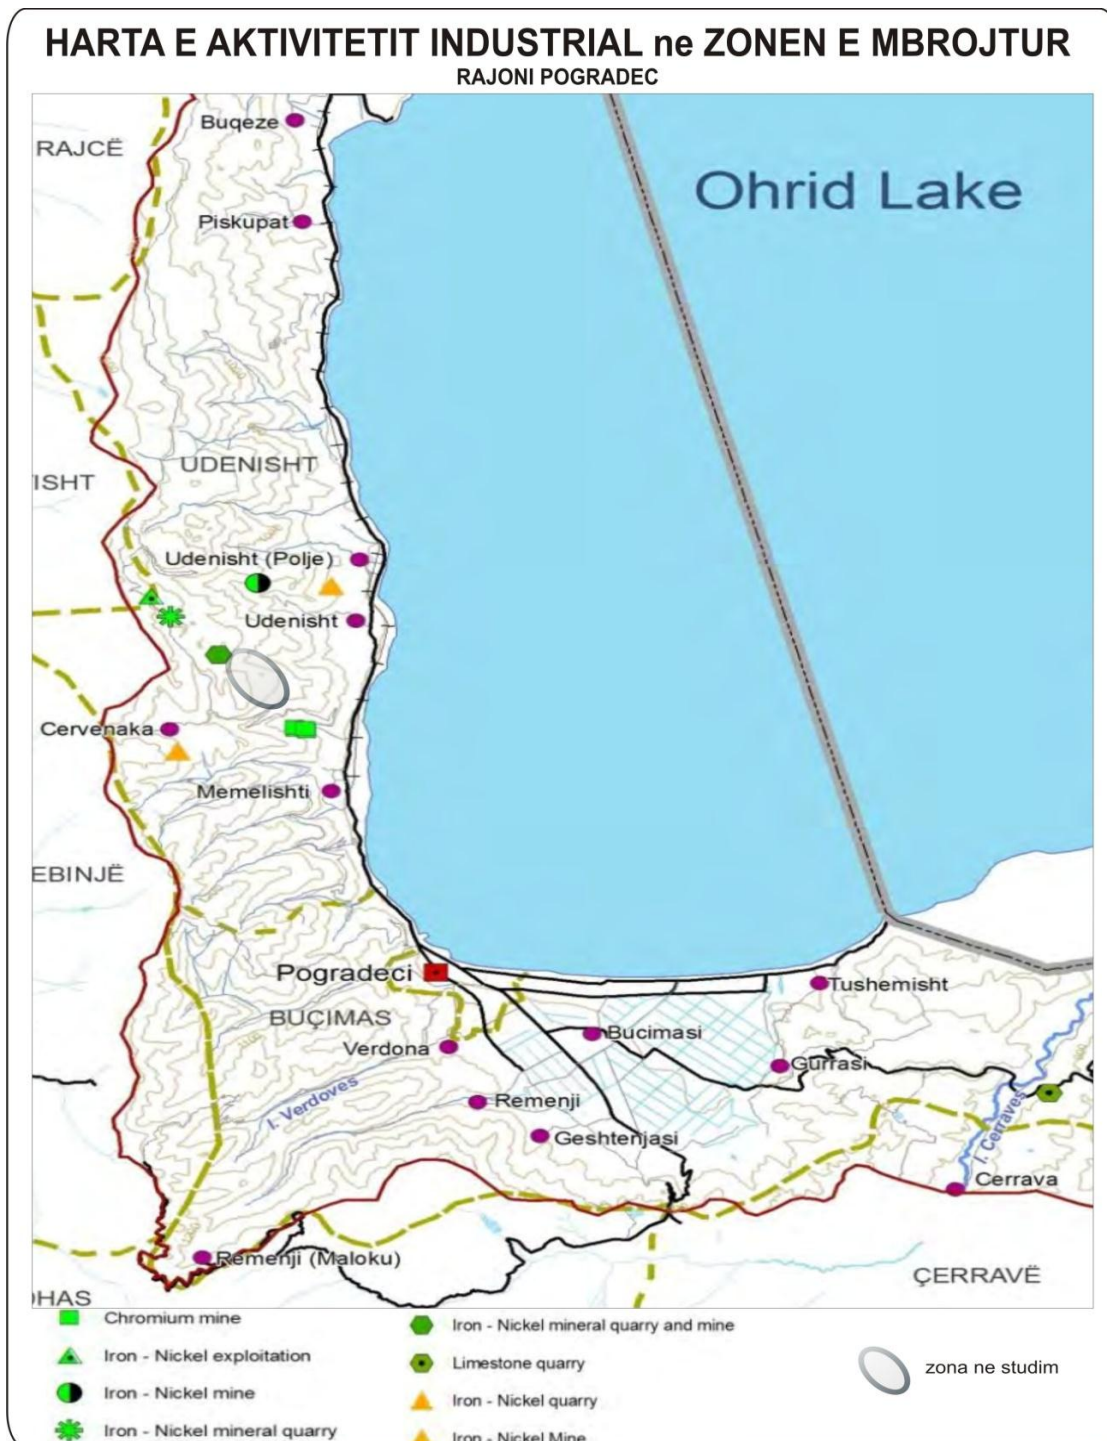 HARTA E AKTIVITETIT INDUSTRIAL ne ZONEN E MBROJTUR
RAJONI POGRADEC
Buqeze
RAJCË
Ohrid Lake
Piskupat
UDENISHT
ISHT
Udenisht (Polje)
Udenisht
Cervenaka
Memelishti
EBINJË
Pogradeci
Tushemisht
BUÇIMAS
Bucimasi
Verdona
Gurrasi
I. Verdoves
Remenji
I. Cerraves
Geshtenjasi
Cerrava
Remenji (Maloku)
ÇERRAVË
HAS
Chromium mine
Iron - Nickel exploitation
Iron - Nickel mine
Iron - Nickel mineral quarry
Iron - Nickel mineral quarry and mine
Limestone quarry
Iron - Nickel quarry
Iron - Nickel Mine
zona ne studim